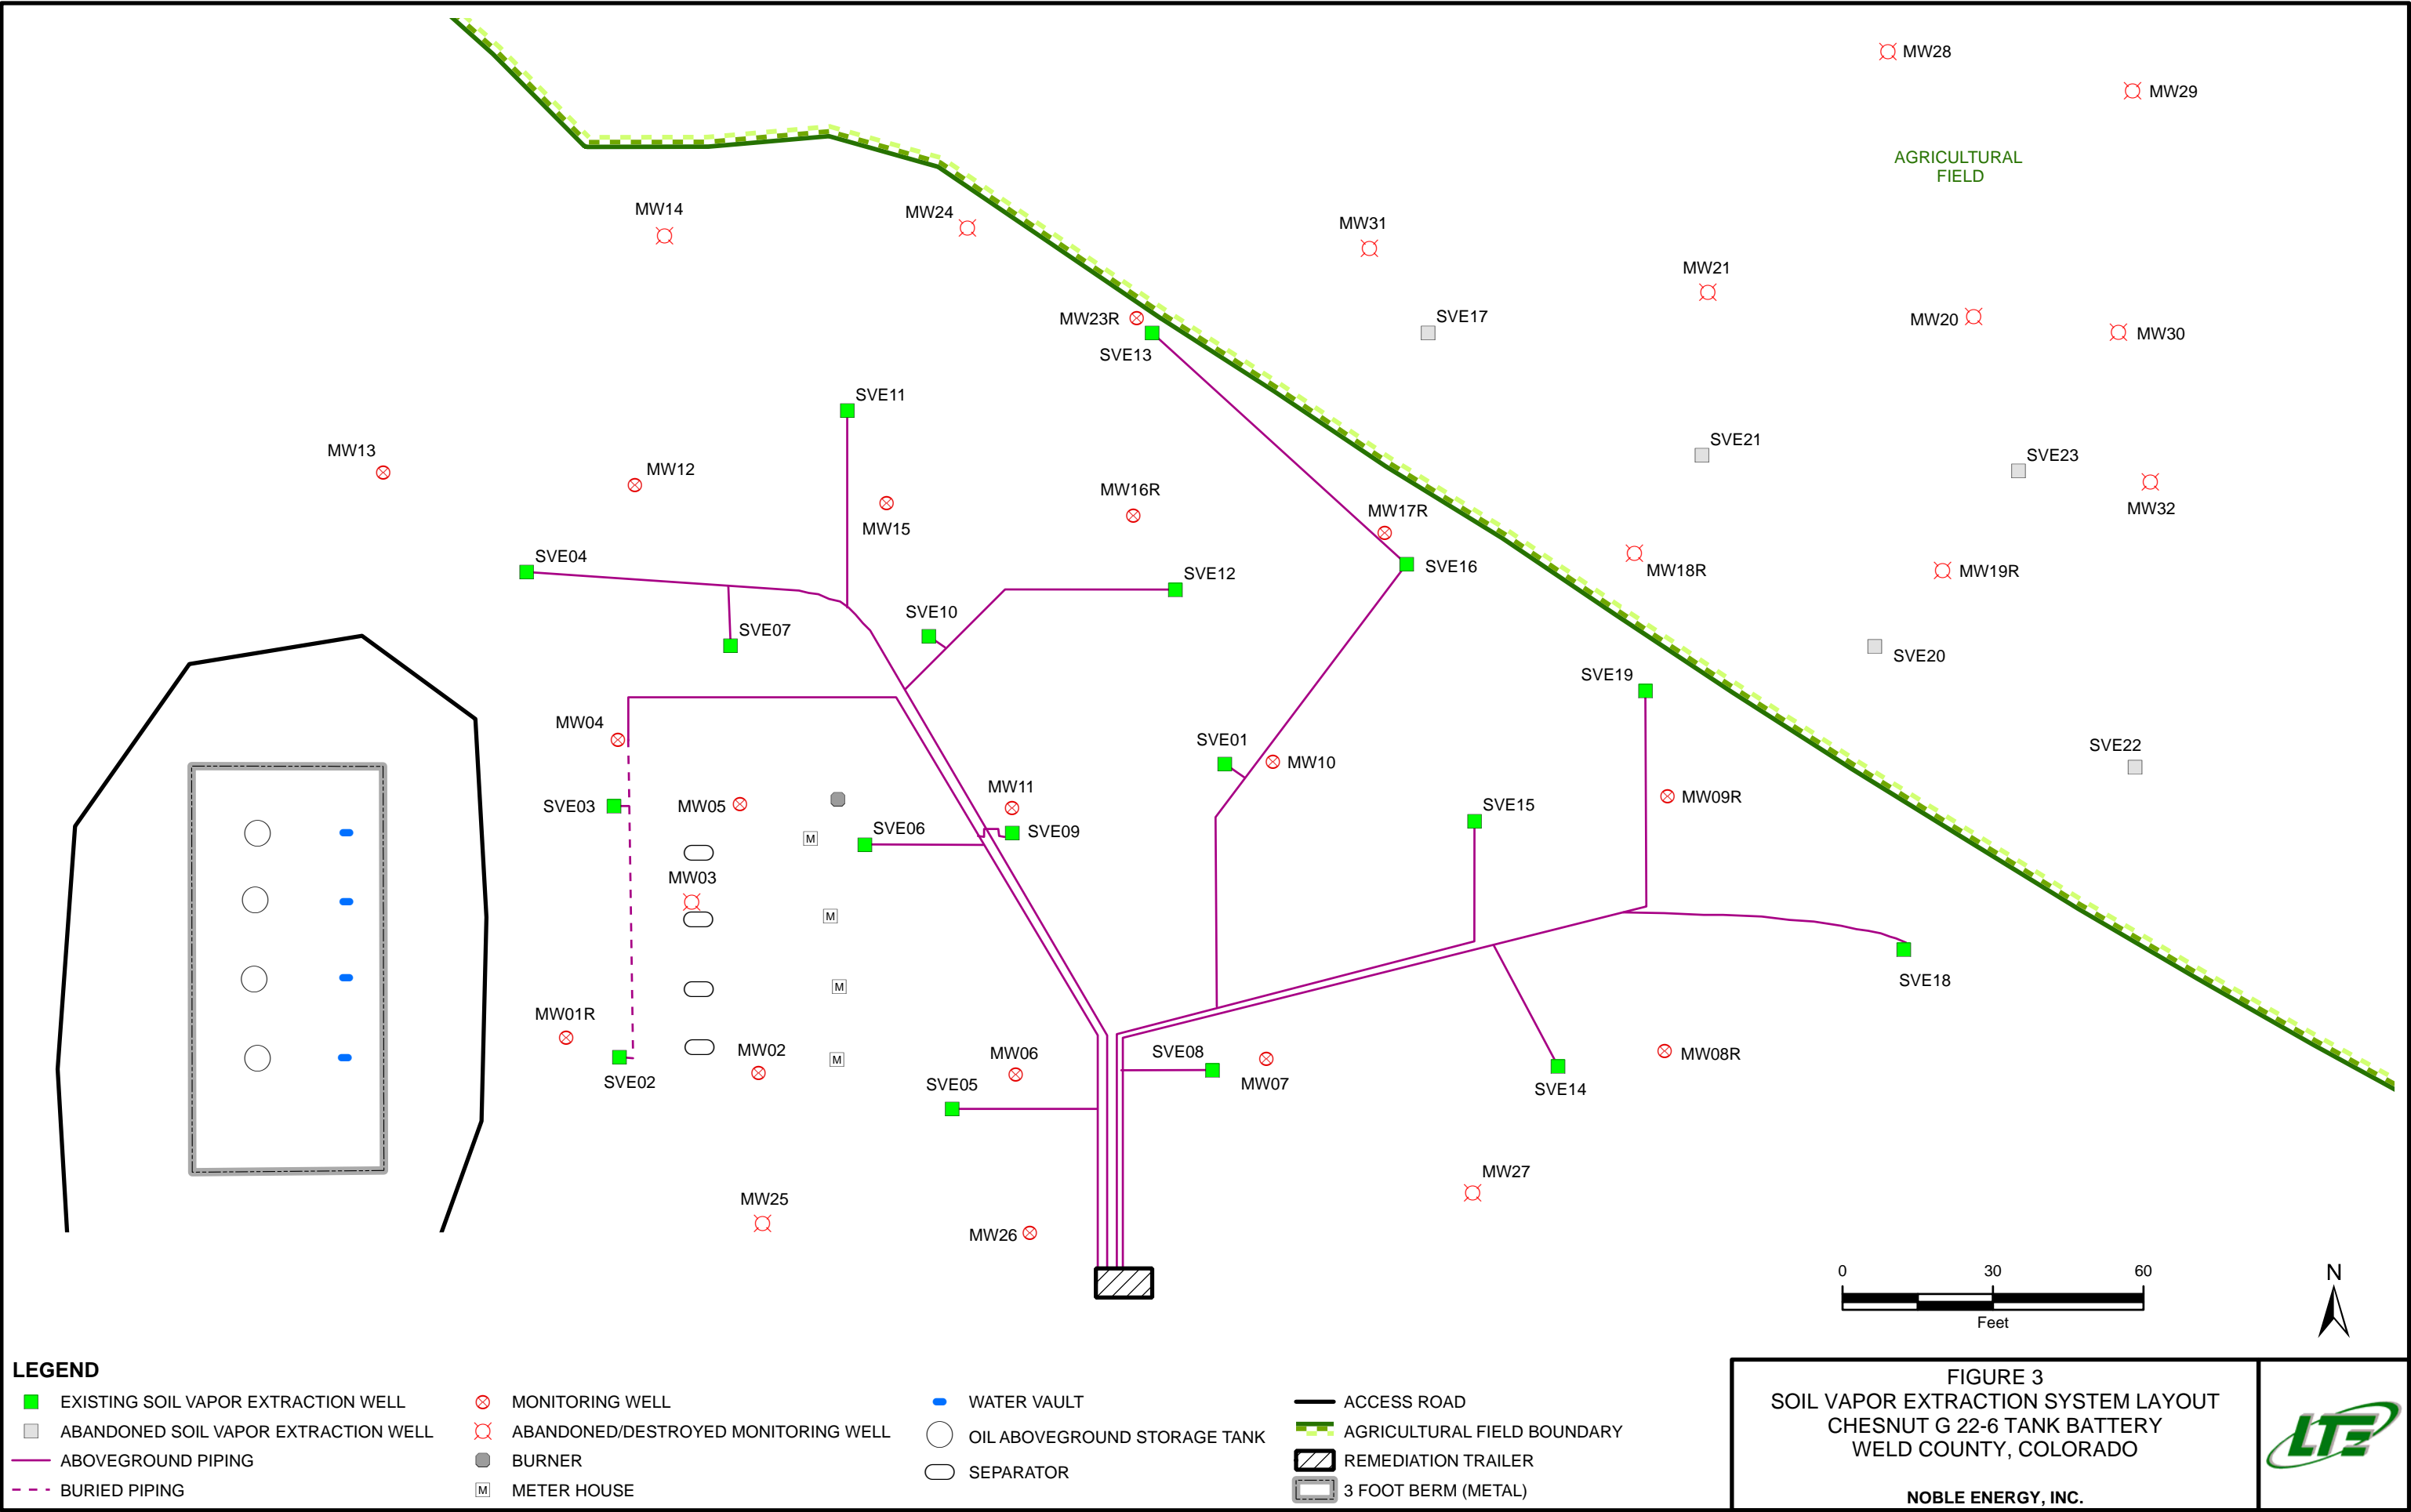 MW28
MW29
AGRICULTURAL
FIELD
MW14
MW24
MW31
MW21
MW23R
SVE13
SVE17
MW20
MW30
SVE11
MW13
MW12
SVE21
SVE23
MW15
MW16R
MW17R
MW32
SVE04
SVE12
SVE16
MW18R
MW19R
SVE10
SVE07
SVE20
SVE19
MW04
SVE01
MW10
SVE22
SVE03
MW05
MW11
SVE15
MW09R
SVE06
SVE09
M
MW03
M
SVE18
M
MW01R
MW02
M
MW06
SVE08
MW08R
SVE02
SVE05
MW07
SVE14
MW27
MW25
MW26
0 30 60
Feet
N
LEGEND
EXISTING SOIL VAPOR EXTRACTION WELL
ABANDONED SOIL VAPOR EXTRACTION WELL
ABOVEGROUND PIPING
BURIED PIPING
MONITORING WELL
ABANDONED/DESTROYED MONITORING WELL
BURNER
M METER HOUSE
WATER VAULT
OIL ABOVEGROUND STORAGE TANK
SEPARATOR
ACCESS ROAD
AGRICULTURAL FIELD BOUNDARY
REMEDIATION TRAILER
3 FOOT BERM (METAL)
FIGURE 3
SOIL VAPOR EXTRACTION SYSTEM LAYOUT
CHESNUT G 22-6 TANK BATTERY
WELD COUNTY, COLORADO
NOBLE ENERGY, INC.
LTE